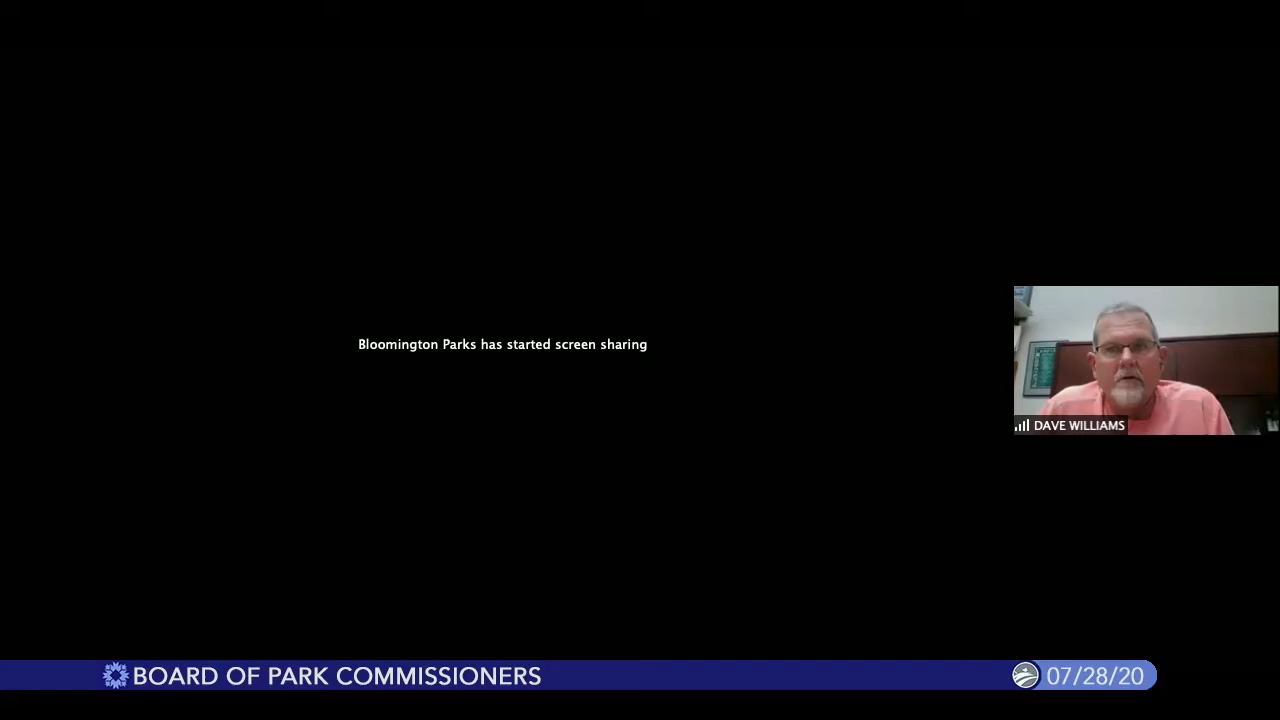 Bloomington Parks has started screen sharing
DAVE WILLIAMS
BOARD OF PARK COMMISSIONERS
07/28/20